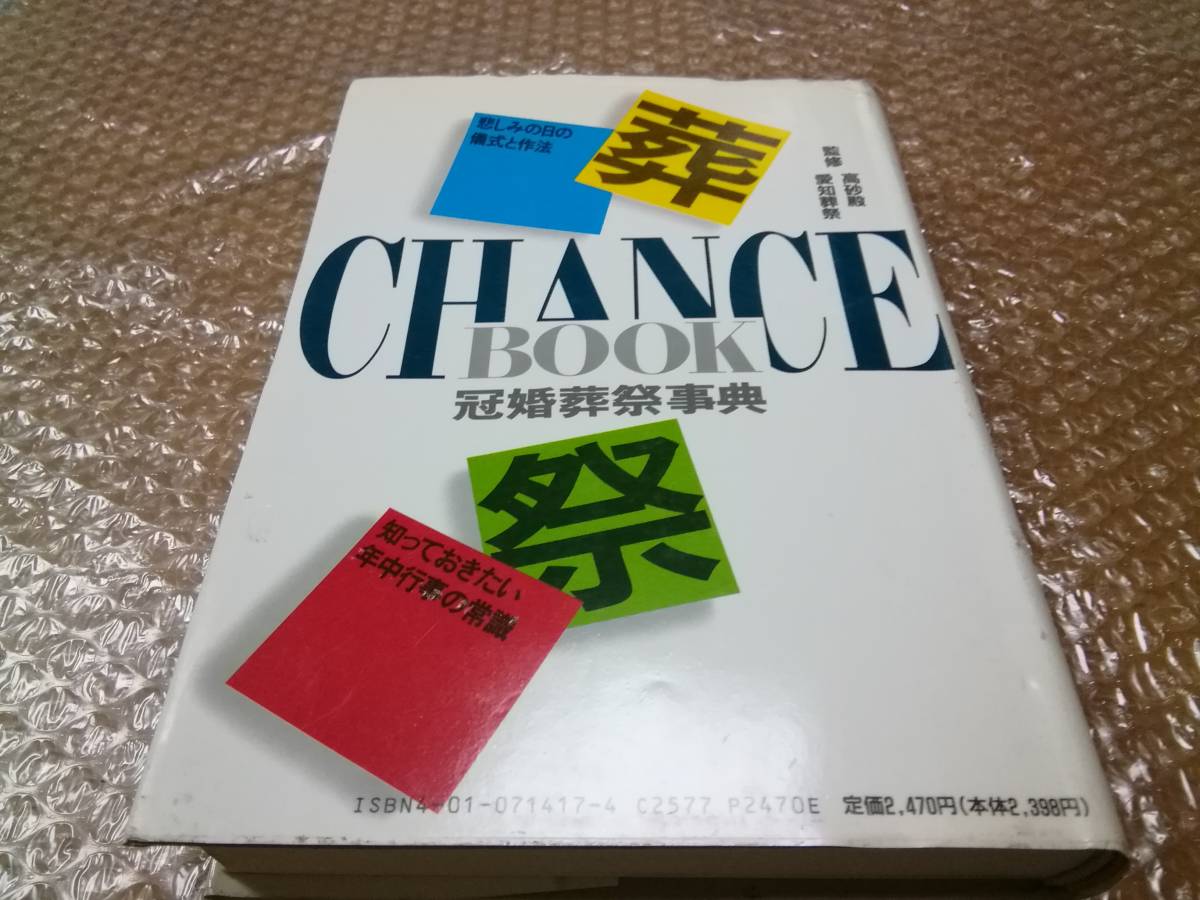 悲しみの日の
儀式と作法
葬
監修 高砂殿
愛知葬祭
CHANCE
BOOK
冠婚葬祭事典
祭
知っておきたい
年中行事の常識
ISBN4-01-071417-4 C2577 P2470E 定価2,470円(本体2,398円)